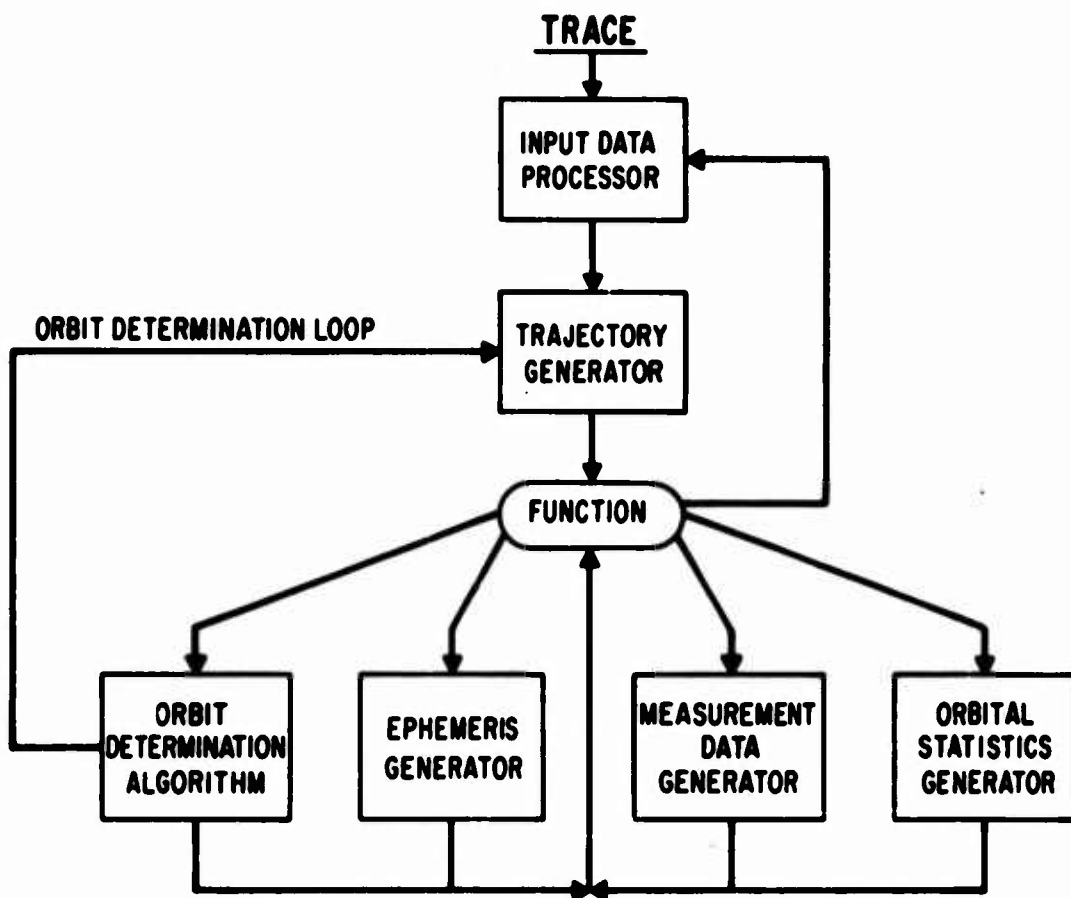 TRACE
INPUT DATA
PROCESSOR
ORBIT DETERMINATION LOOP
TRAJECTORY
GENERATOR
FUNCTION
ORBIT
DETERMINATION
ALGORITHM
EPHEMERIS
GENERATOR
MEASUREMENT
DATA
GENERATOR
ORBITAL
STATISTICS
GENERATOR